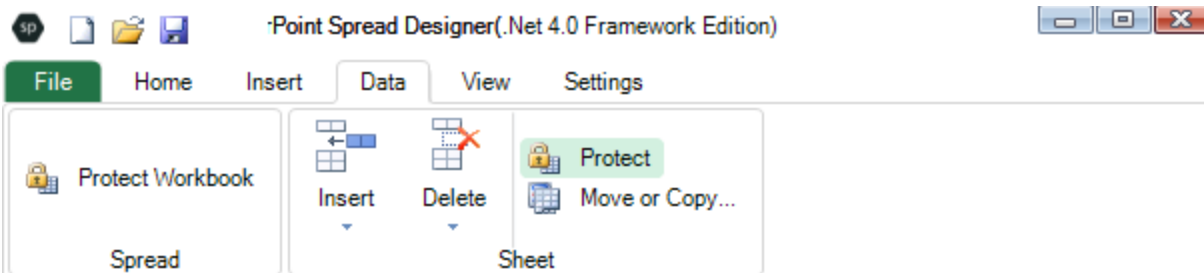 SP
rPoint Spread Designer(.Net 4.0 Framework Edition)
File Home Insert Data View Settings
Protect Workbook
Insert Delete
Protect
Move or Copy...
Spread Sheet